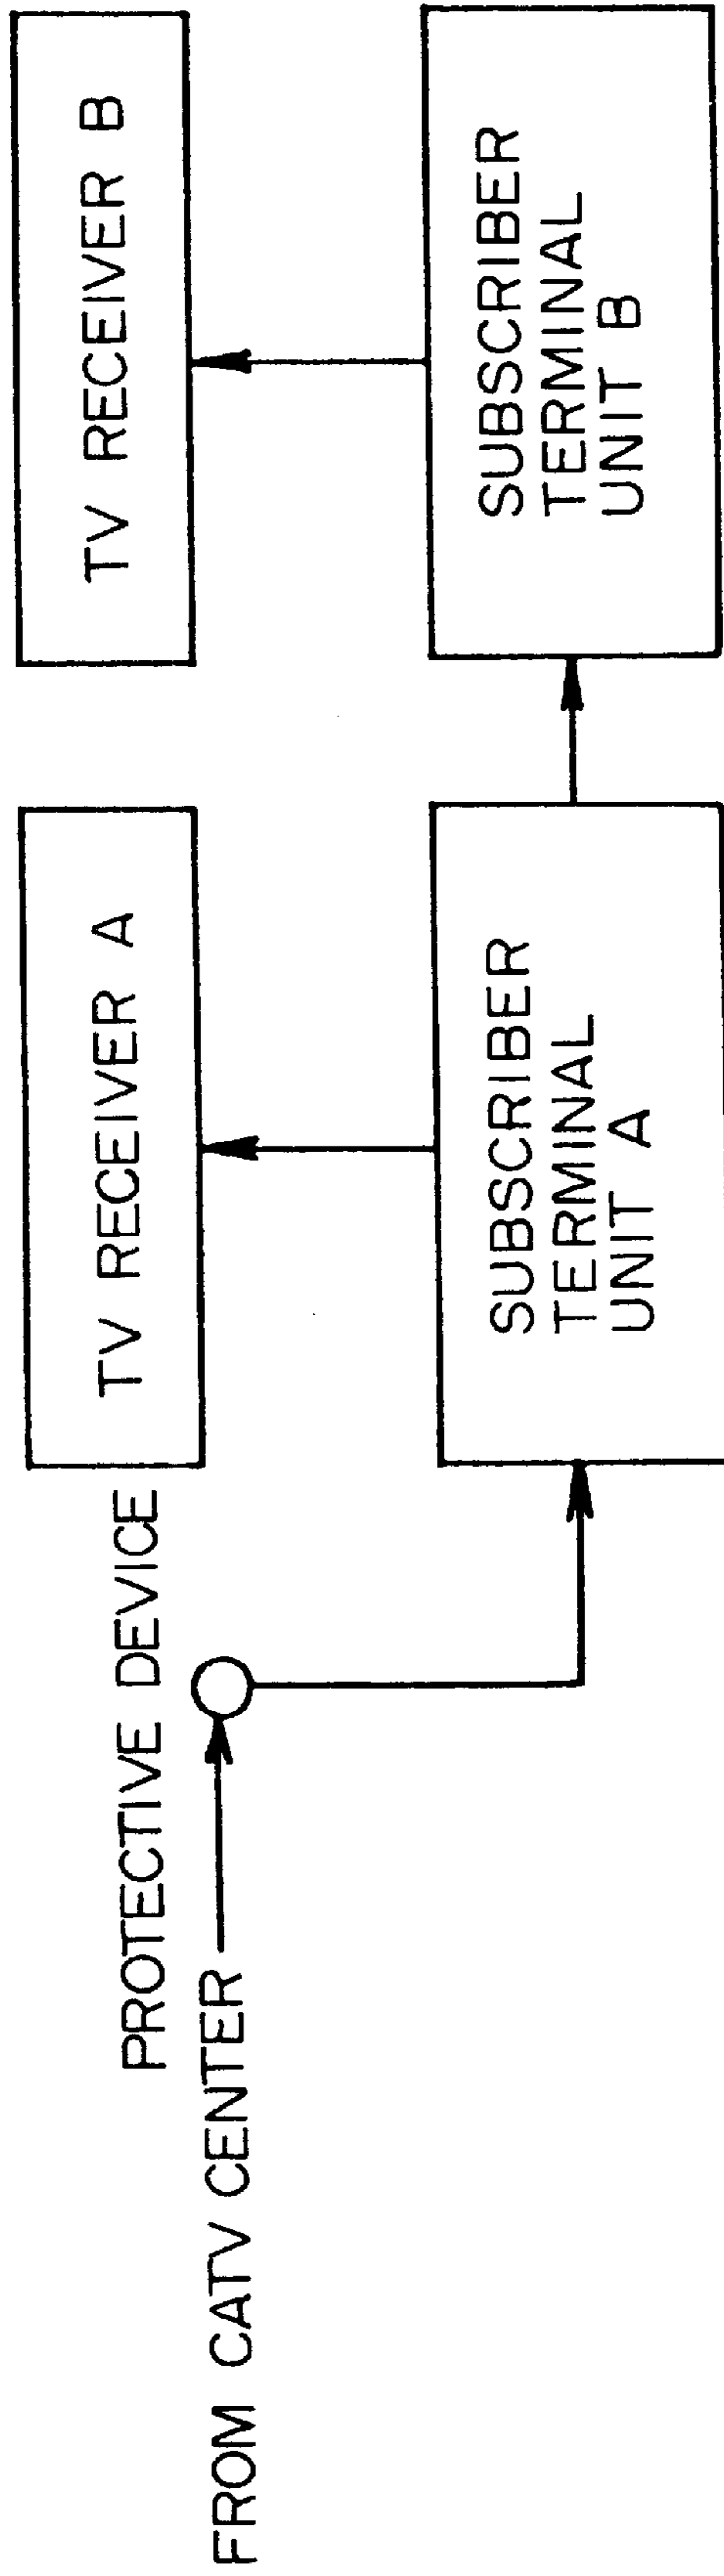 FROM CATV CENTER
PROTECTIVE DEVICE
TV RECEIVER A
SUBSCRIBER
TERMINAL
UNIT A
TV RECEIVER B
SUBSCRIBER
TERMINAL
UNIT B